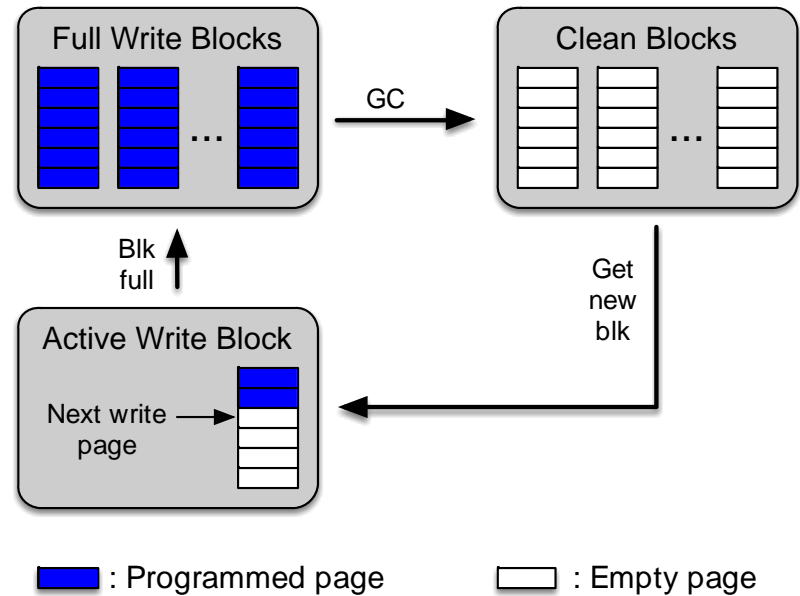 Full Write Blocks
...
GC
Clean Blocks
...
Blk
full
Get
new
blk
Active Write Block
Next write
page
: Programmed page
: Empty page